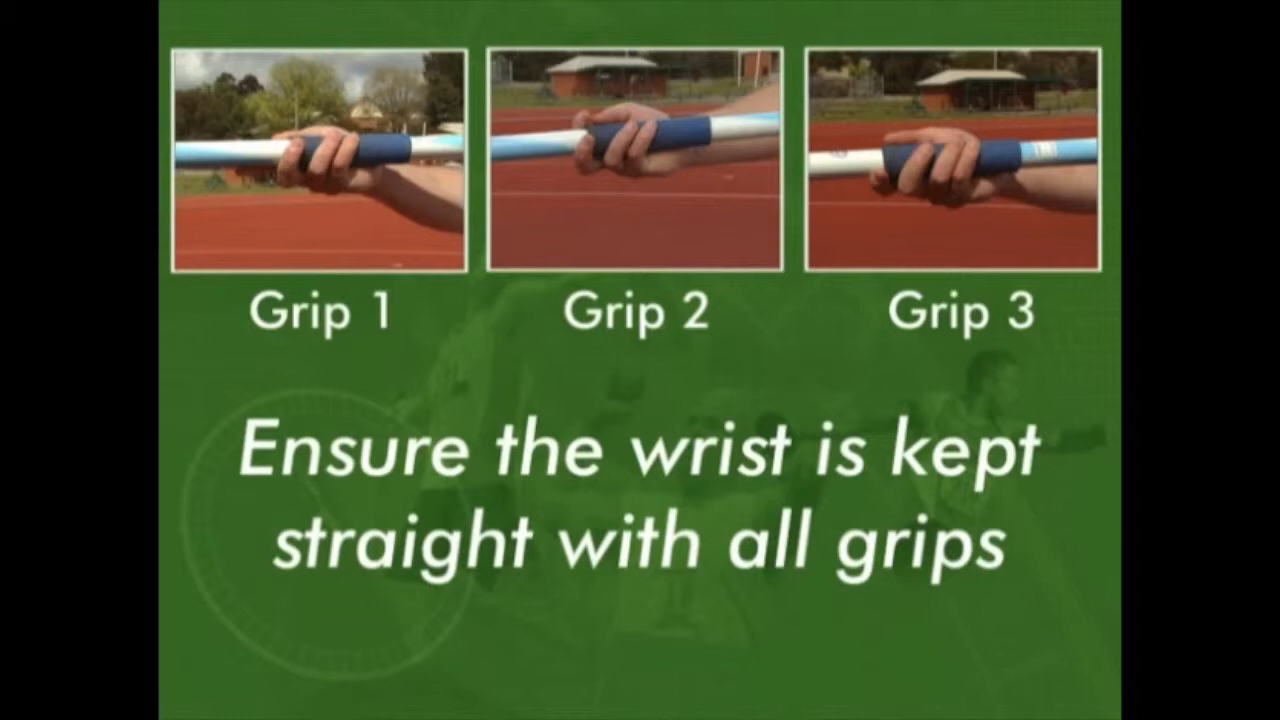 Grip 1
Grip 2
Grip 3
Ensure the wrist is kept
straight with all grips